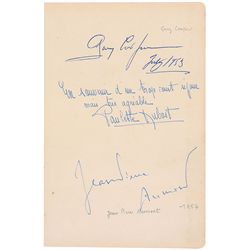 Gary Cooper
Gary Cooper
July 1953
En souvenir d'un trop court séjour
mais très agréable.
Paulette Dubost
Jean Pierre
Aumont
Jean Pierre Aumont
-1954